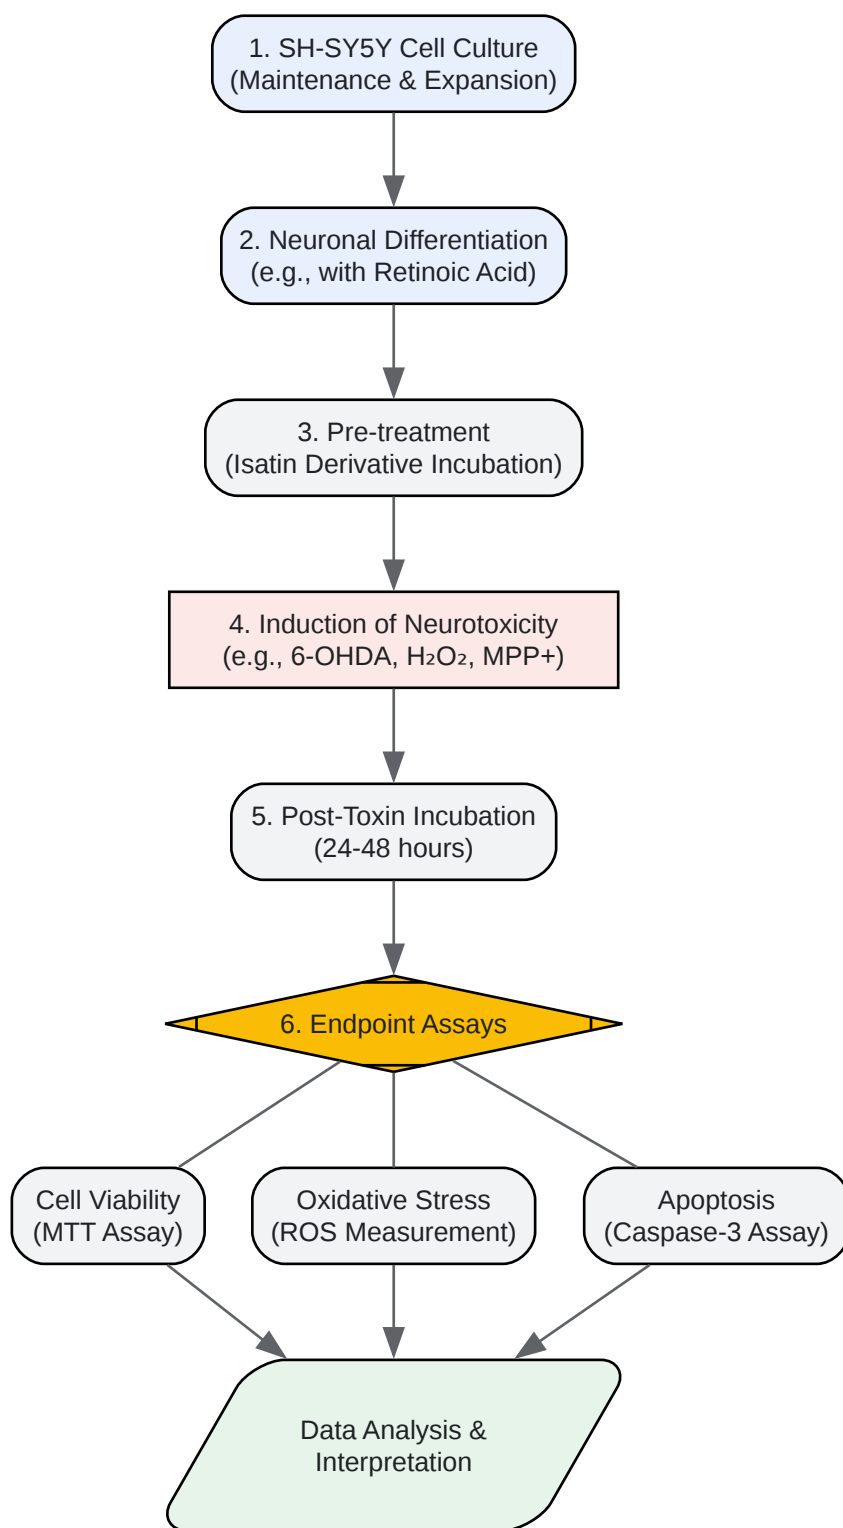 1. SH-SY5Y Cell Culture
(Maintenance & Expansion)
2. Neuronal Differentiation
(e.g., with Retinoic Acid)
3. Pre-treatment
(Isatin Derivative Incubation)
4. Induction of Neurotoxicity
(e.g., 6-OHDA, H₂O₂, MPP+)
5. Post-Toxin Incubation
(24-48 hours)
6. Endpoint Assays
Cell Viability
(MTT Assay)
Oxidative Stress
(ROS Measurement)
Apoptosis
(Caspase-3 Assay)
Data Analysis &
Interpretation